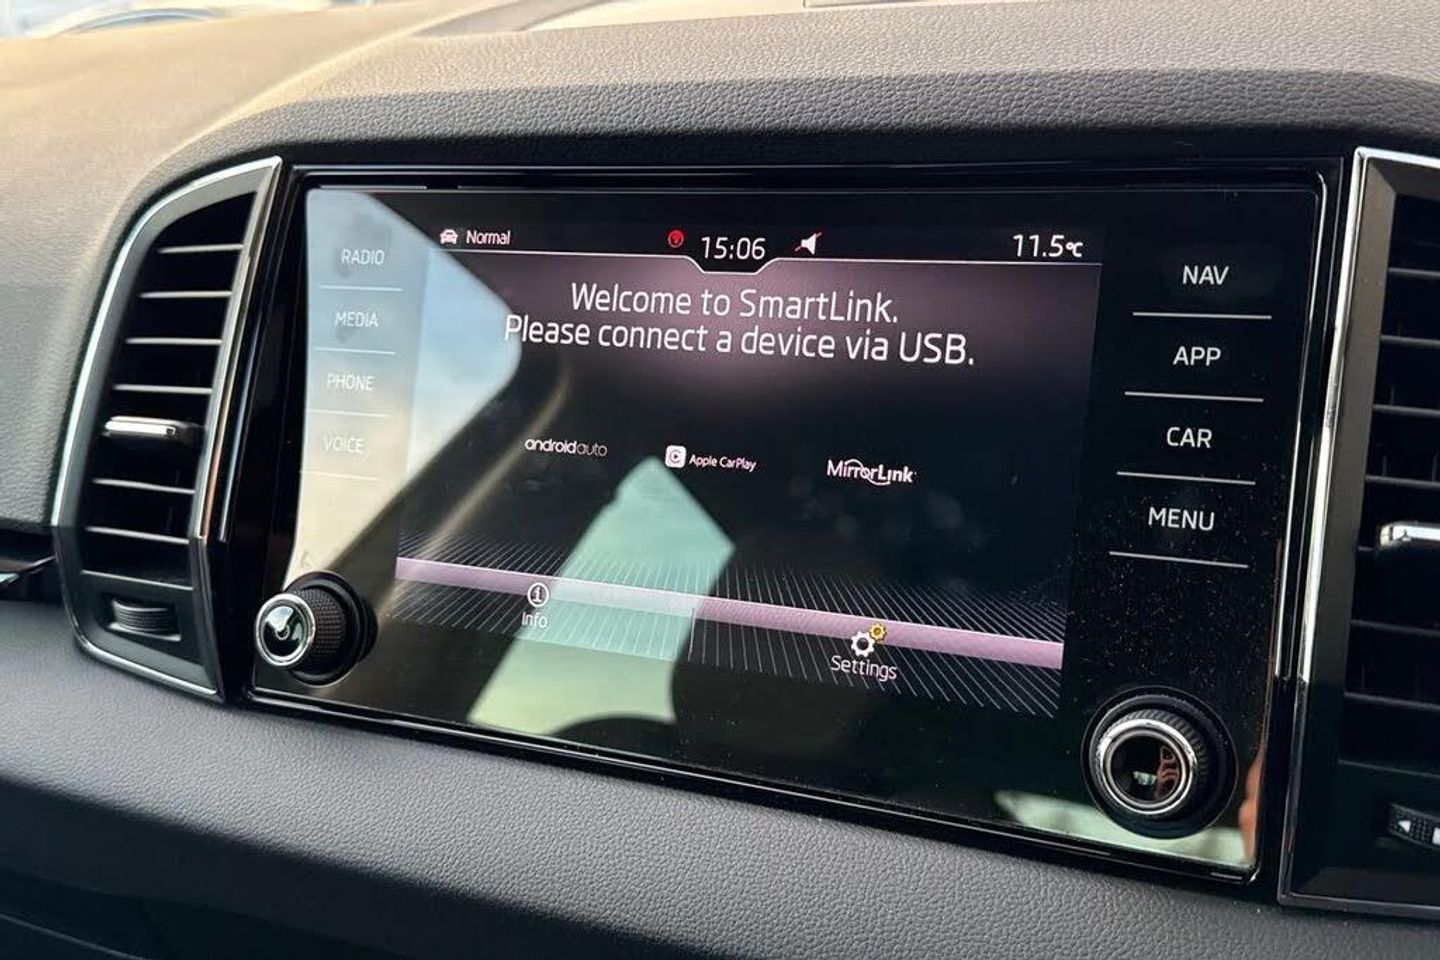 Normal
15:06
11.5°C
RADIO
MEDIA
PHONE
VOICE
Welcome to SmartLink.
Please connect a device via USB.
androidauto
Apple CarPlay
MirrorLink
Info
Settings
NAV
APP
CAR
MENU